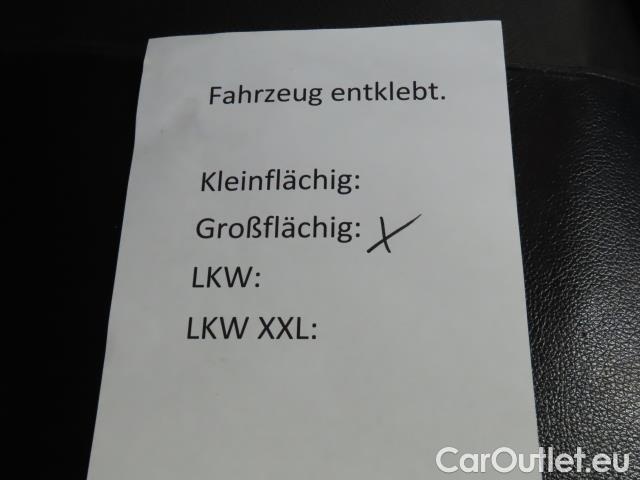 Fahrzeug entklebt.
Kleinflächig:
Großflächig: X
LKW:
LKW XXL:
CarOutlet.eu